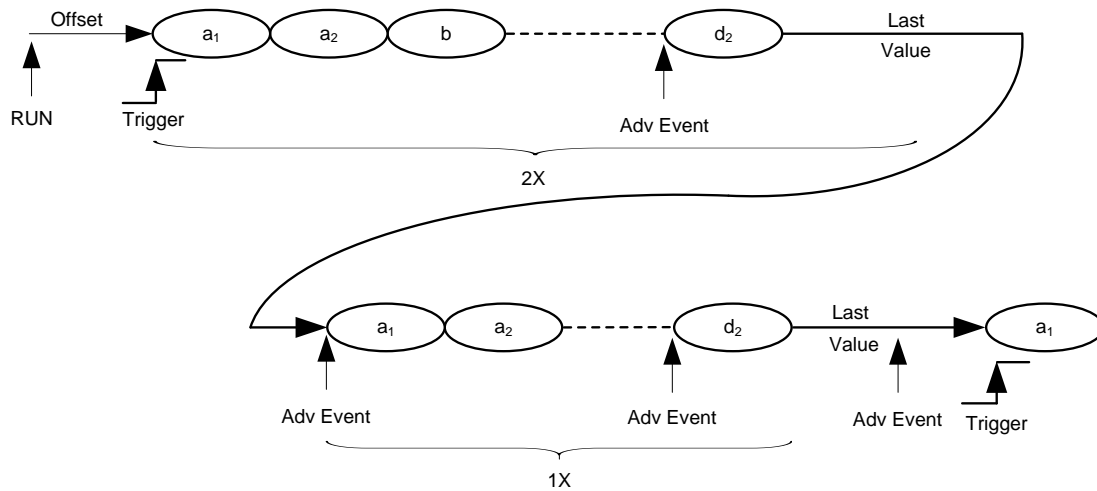 Offset
a₁ a₂ b d₂ Last
Value
RUN Trigger Adv Event
2X
a₁ a₂ d₂ Last a₁
Value
Adv Event Adv Event Adv Event Trigger
1X